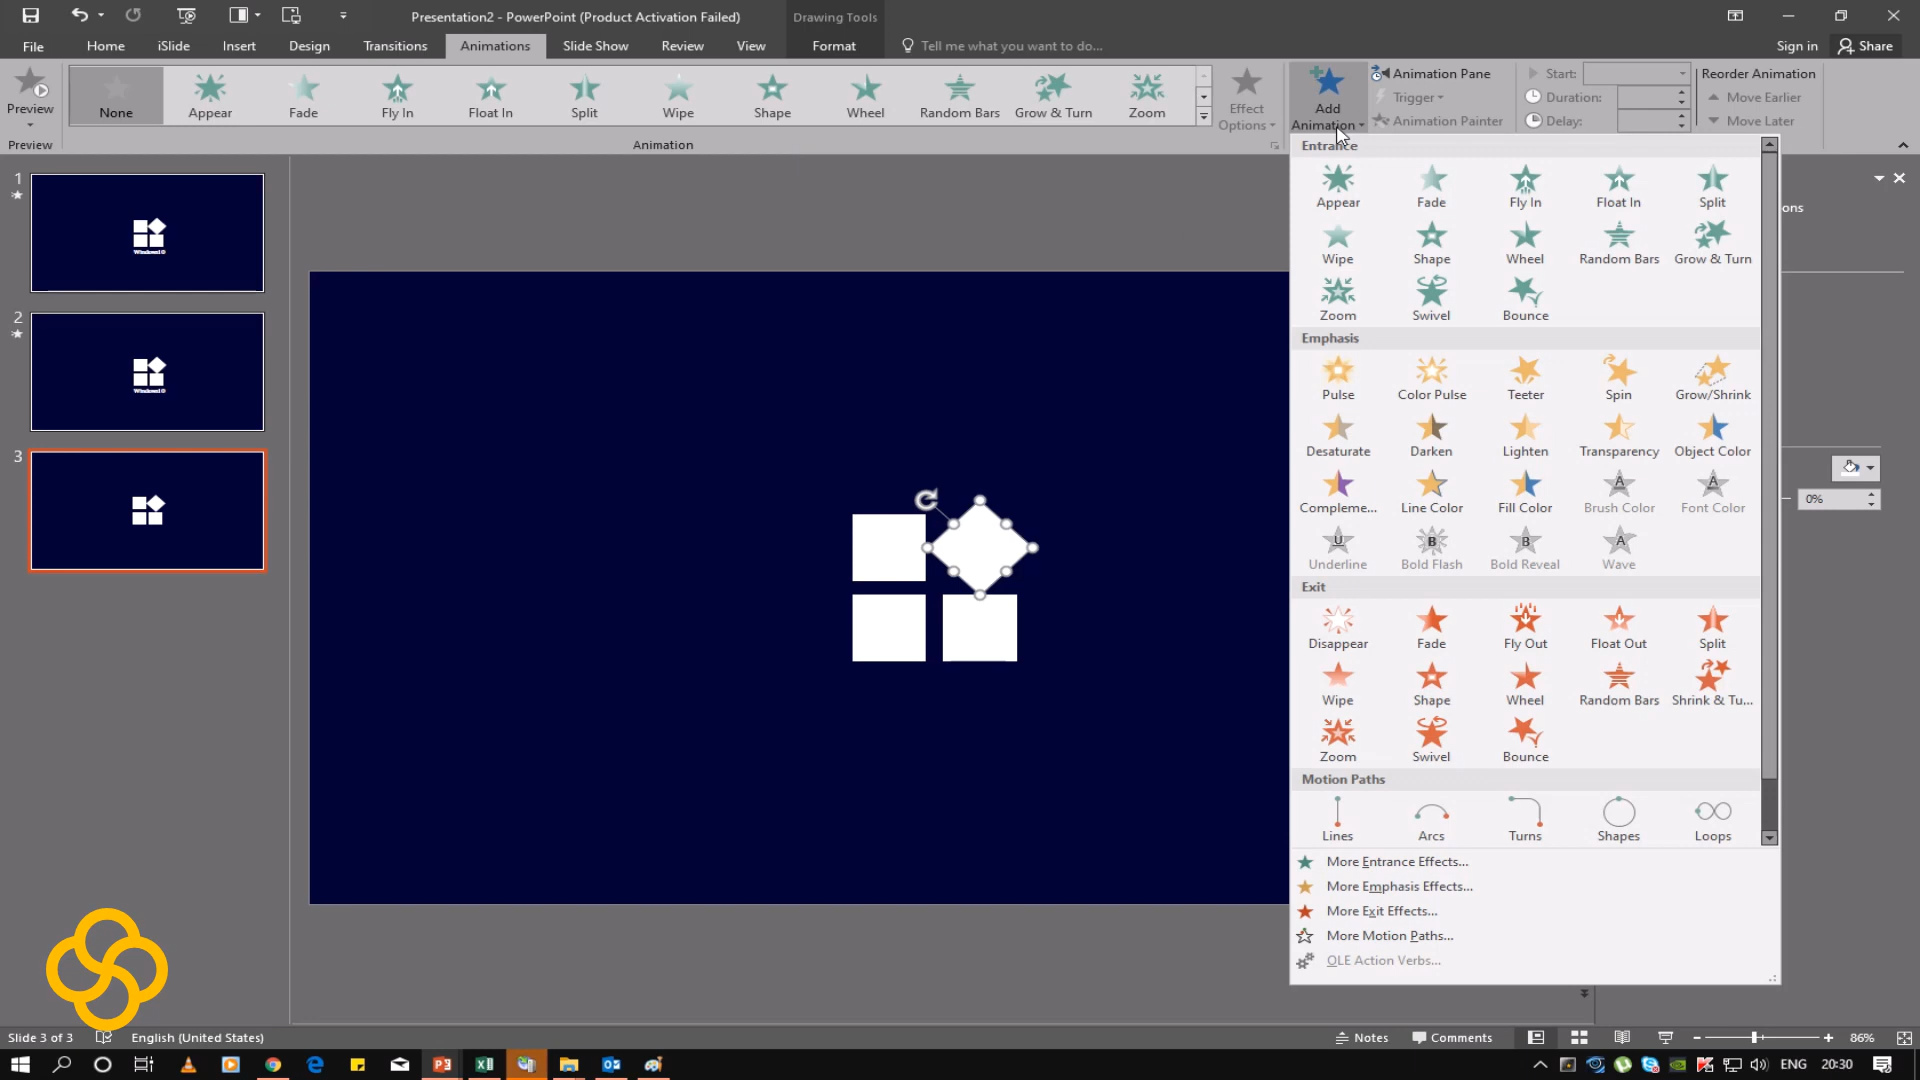 Presentation2 - PowerPoint (Product Activation Failed)
Drawing Tools
File
Home
iSlide
Insert
Design
Transitions
Animations
Slide Show
Review
View
Format
Tell me what you want to do...
Sign in
Share
Preview
None
Appear
Fade
Fly In
Float In
Split
Wipe
Shape
Wheel
Random Bars
Grow & Turn
Zoom
Effect
Options
Add
Animation
Animation Pane
Trigger
Animation Painter
Start:
Duration:
Delay:
Reorder Animation
Move Earlier
Move Later
Preview
Animation
1
2
3
Entrance
Appear Fade Fly In Float In Split
Wipe Shape Wheel Random Bars Grow & Turn
Zoom Swivel Bounce
Emphasis
Pulse Color Pulse Teeter Spin Grow/Shrink
Desaturate Darken Lighten Transparency Object Color
Compleme... Line Color Fill Color Brush Color Font Color
Underline Bold Flash Bold Reveal Wave
Exit
Disappear Fade Fly Out Float Out Split
Wipe Shape Wheel Random Bars Shrink & Tu...
Zoom Swivel Bounce
Motion Paths
Lines Arcs Turns Shapes Loops
More Entrance Effects...
More Emphasis Effects...
More Exit Effects...
More Motion Paths...
OLE Action Verbs...
ons
0%
Slide 3 of 3
English (United States)
Notes
Comments
86%
ENG
20:30